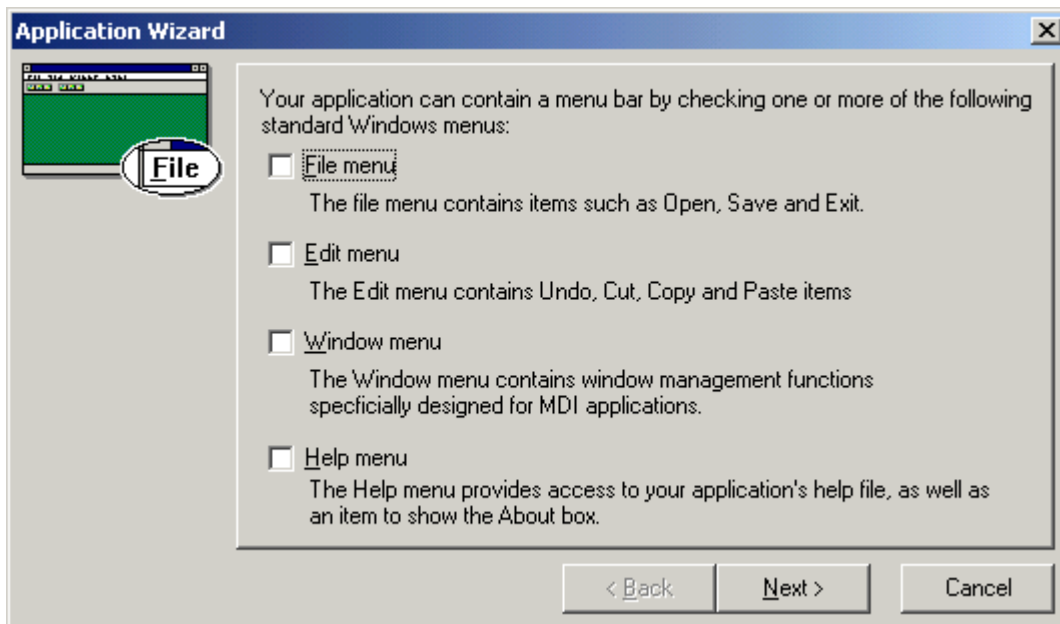 Application Wizard
File
Your application can contain a menu bar by checking one or more of the following
standard Windows menus:
File menu
The file menu contains items such as Open, Save and Exit.
Edit menu
The Edit menu contains Undo, Cut, Copy and Paste items
Window menu
The Window menu contains window management functions
specficially designed for MDI applications.
Help menu
The Help menu provides access to your application's help file, as well as
an item to show the About box.
< Back
Next >
Cancel